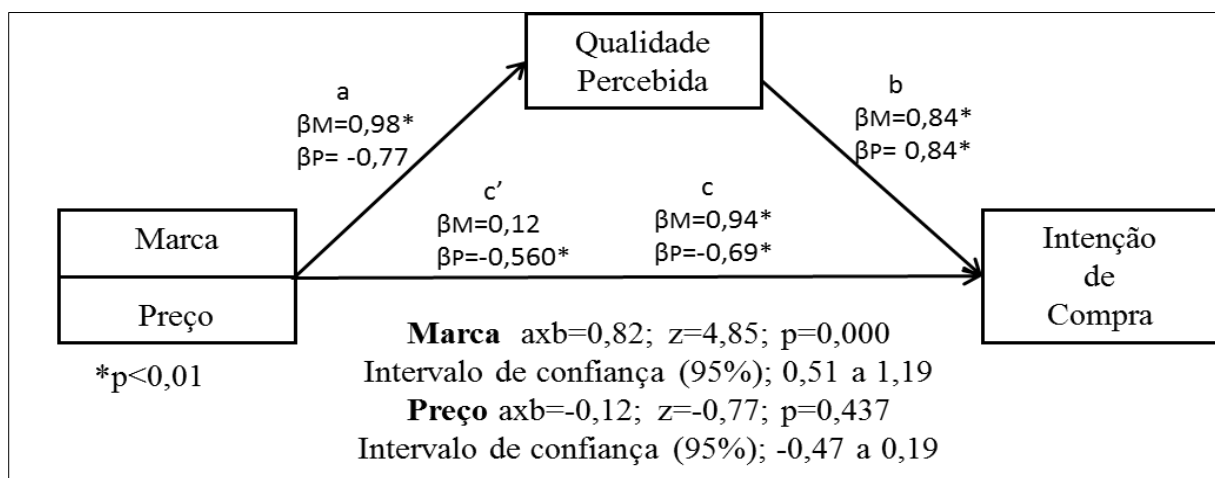 Qualidade
Percebida
a
βM=0,98*
βP= -0,77
b
βM=0,84*
βP= 0,84*
c’
βM=0,12
βP=-0,560*
c
βM=0,94*
βP=-0,69*
Marca
Preço
Intenção
de
Compra
*p<0,01
Marca axb=0,82; z=4,85; p=0,000
Intervalo de confiança (95%); 0,51 a 1,19
Preço axb=-0,12; z=-0,77; p=0,437
Intervalo de confiança (95%); -0,47 a 0,19